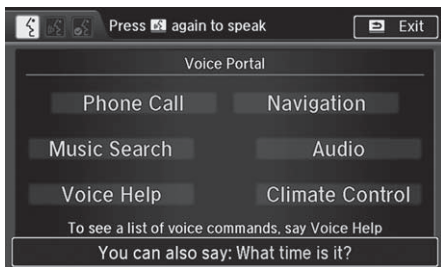 Press again to speak
Exit
Voice Portal
Phone Call Navigation
Music Search Audio
Voice Help Climate Control
To see a list of voice commands, say Voice Help
You can also say: What time is it?